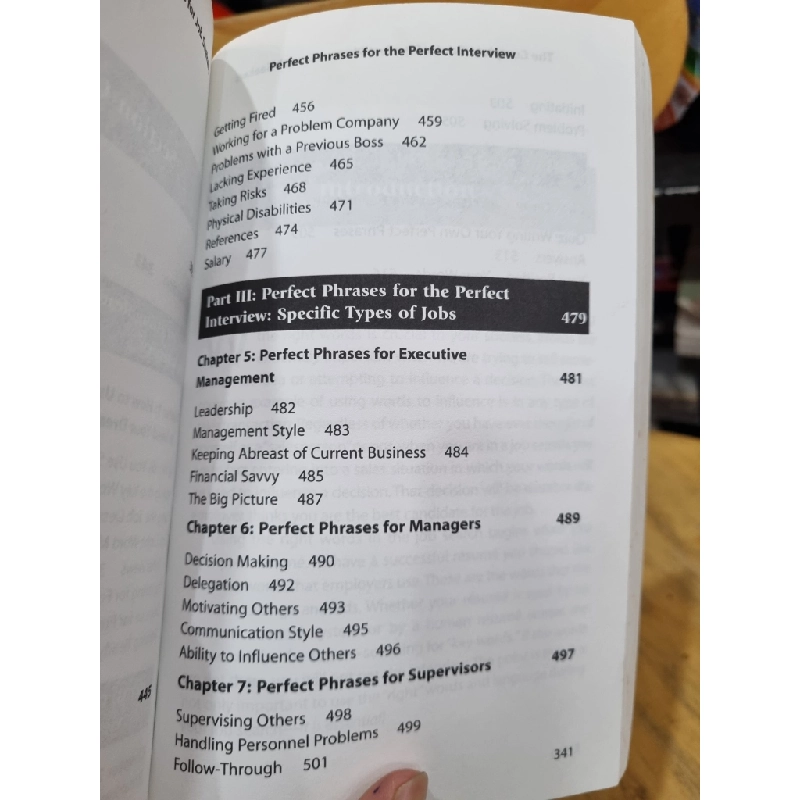 Perfect Phrases for the Perfect Interview
Getting Fired 456
Working for a Problem Company 459
Problems with a Previous Boss 462
Lacking Experience 465
Taking Risks 468
Physical Disabilities 471
References 474
Salary 477
Part III: Perfect Phrases for the Perfect
Interview: Specific Types of Jobs 479
Chapter 5: Perfect Phrases for Executive
Management 481
Leadership 482
Management Style 483
Keeping Abreast of Current Business 484
Financial Savvy 485
The Big Picture 487
Chapter 6: Perfect Phrases for Managers 489
Decision Making 490
Delegation 492
Motivating Others 493
Communication Style 495
Ability to Influence Others 496
Chapter 7: Perfect Phrases for Supervisors 497
Supervising Others 498
Handling Personnel Problems 499
Follow-Through 501
341
445